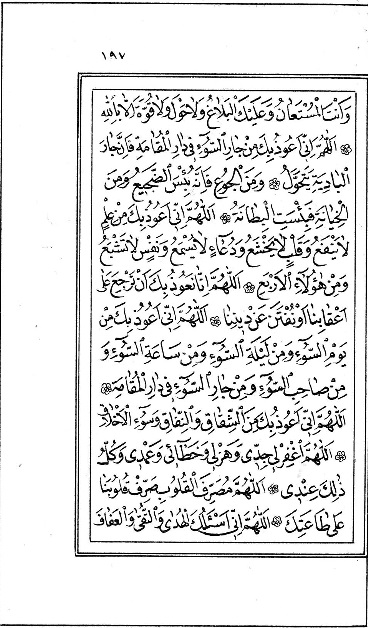 ١٩٧
وَأَنْتَ الْمُسْتَعَانُ وَعَلَيْكَ الْبَلَاغُ وَلَا حَوْلَ وَلَا قُوَّةَ إِلَّا بِاللهِ
۞ اَللّٰهُمَّ اِنِّي اَعُوذُ بِكَ مِنْ جَارِ السُّوءِ فِي دَارِ الْمُقَامَةِ فَاِنَّ جَارَ
الْبَادِيَةِ يَتَحَوَّلُ ۞ وَمِنَ الْجُوعِ فَاِنَّهُ بِئْسَ الضَّجِيعُ وَمِنَ
الْخِيَانَةِ فَبِئْسَتِ الْبِطَانَةُ ۞ اَللّٰهُمَّ اِنِّي اَعُوذُ بِكَ مِنْ عِلْمٍ
لَا يَنْفَعُ وَقَلْبٍ لَا يَخْشَعُ وَدُعَاءٍ لَا يُسْمَعُ وَنَفْسٍ لَا تَشْبَعُ
وَمِنْ هٰؤُلَاءِ الْاَرْبَعِ ۞ اَللّٰهُمَّ اِنَّا نَعُوذُ بِكَ اَنْ نَرْجِعَ عَلٰى
اَعْقَابِنَا اَوْ نُفْتَنَ عَنْ دِينِنَا ۞ اَللّٰهُمَّ اِنِّي اَعُوذُ بِكَ مِنْ
يَوْمِ السُّوءِ وَمِنْ لَيْلَةِ السُّوءِ وَمِنْ سَاعَةِ السُّوءِ وَ
مِنْ صَاحِبِ السُّوءِ وَمِنْ جَارِ السُّوءِ فِي دَارِ الْمُقَامَةِ ۞
اَللّٰهُمَّ اِنِّي اَعُوذُ بِكَ مِنَ الشِّقَاقِ وَالنِّفَاقِ وَسُوءِ الْاَخْلَاقِ
۞ اَللّٰهُمَّ اغْفِرْ لِي جِدِّي وَهَزْلِي وَخَطَائِي وَعَمْدِي وَكُلُّ
ذٰلِكَ عِنْدِي ۞ اَللّٰهُمَّ مُصَرِّفَ الْقُلُوبِ صَرِّفْ قُلُوبَنَا
عَلٰى طَاعَتِكَ ۞ اَللّٰهُمَّ اِنِّي اَسْئَلُكَ الْهُدٰى وَالتُّقٰى وَالْعَفَافَ